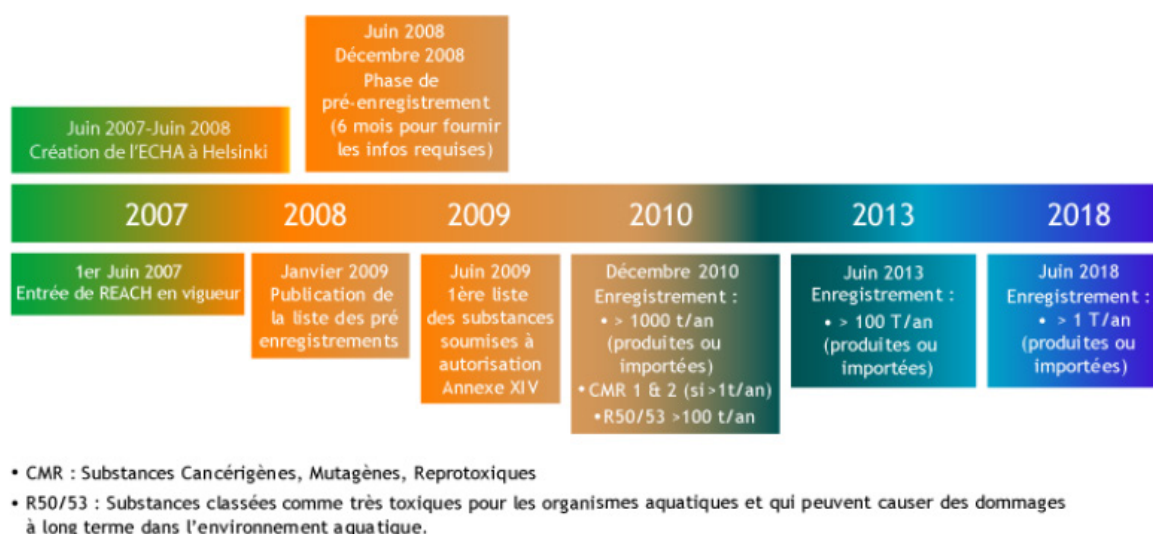 Juin 2008
Décembre 2008
Phase de
pré-enregistrement
(6 mois pour fournir
les infos requises)
Juin 2007-Juin 2008
Création de l'ECHA à Helsinki
2007
2008
2009
2010
2013
2018
1er Juin 2007
Entrée de REACH en vigueur
Janvier 2009
Publication de
la liste des pré
enregistrements
Juin 2009
1ère liste
des substances
soumises à
autorisation
Annexe XIV
Décembre 2010
Enregistrement :
• > 1000 t/an
(produites ou
importées)
• CMR 1 & 2 (si >1t/an)
• R50/53 >100 t/an
Juin 2013
Enregistrement :
• > 100 T/an
(produites ou
importées)
Juin 2018
Enregistrement :
• > 1 T/an
(produites ou
importées)
• CMR : Substances Cancérigènes, Mutagènes, Reprotoxiques
• R50/53 : Substances classées comme très toxiques pour les organismes aquatiques et qui peuvent causer des dommages
à long terme dans l'environnement aquatique.